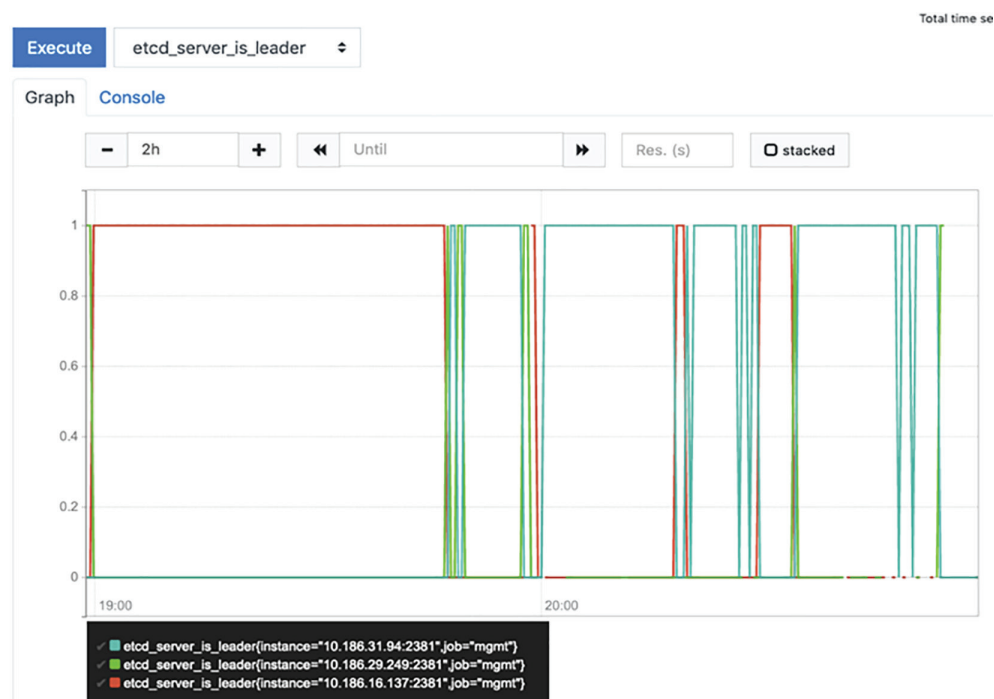 Total time se
Execute etcd_server_is_leader
Graph Console
− 2h + Until Res. (s) stacked
1
0.8
0.6
0.4
0.2
0
19:00 20:00
✓ etcd_server_is_leader{instance="10.186.31.94:2381",job="mgmt"}
✓ etcd_server_is_leader{instance="10.186.29.249:2381",job="mgmt"}
✓ etcd_server_is_leader{instance="10.186.16.137:2381",job="mgmt"}